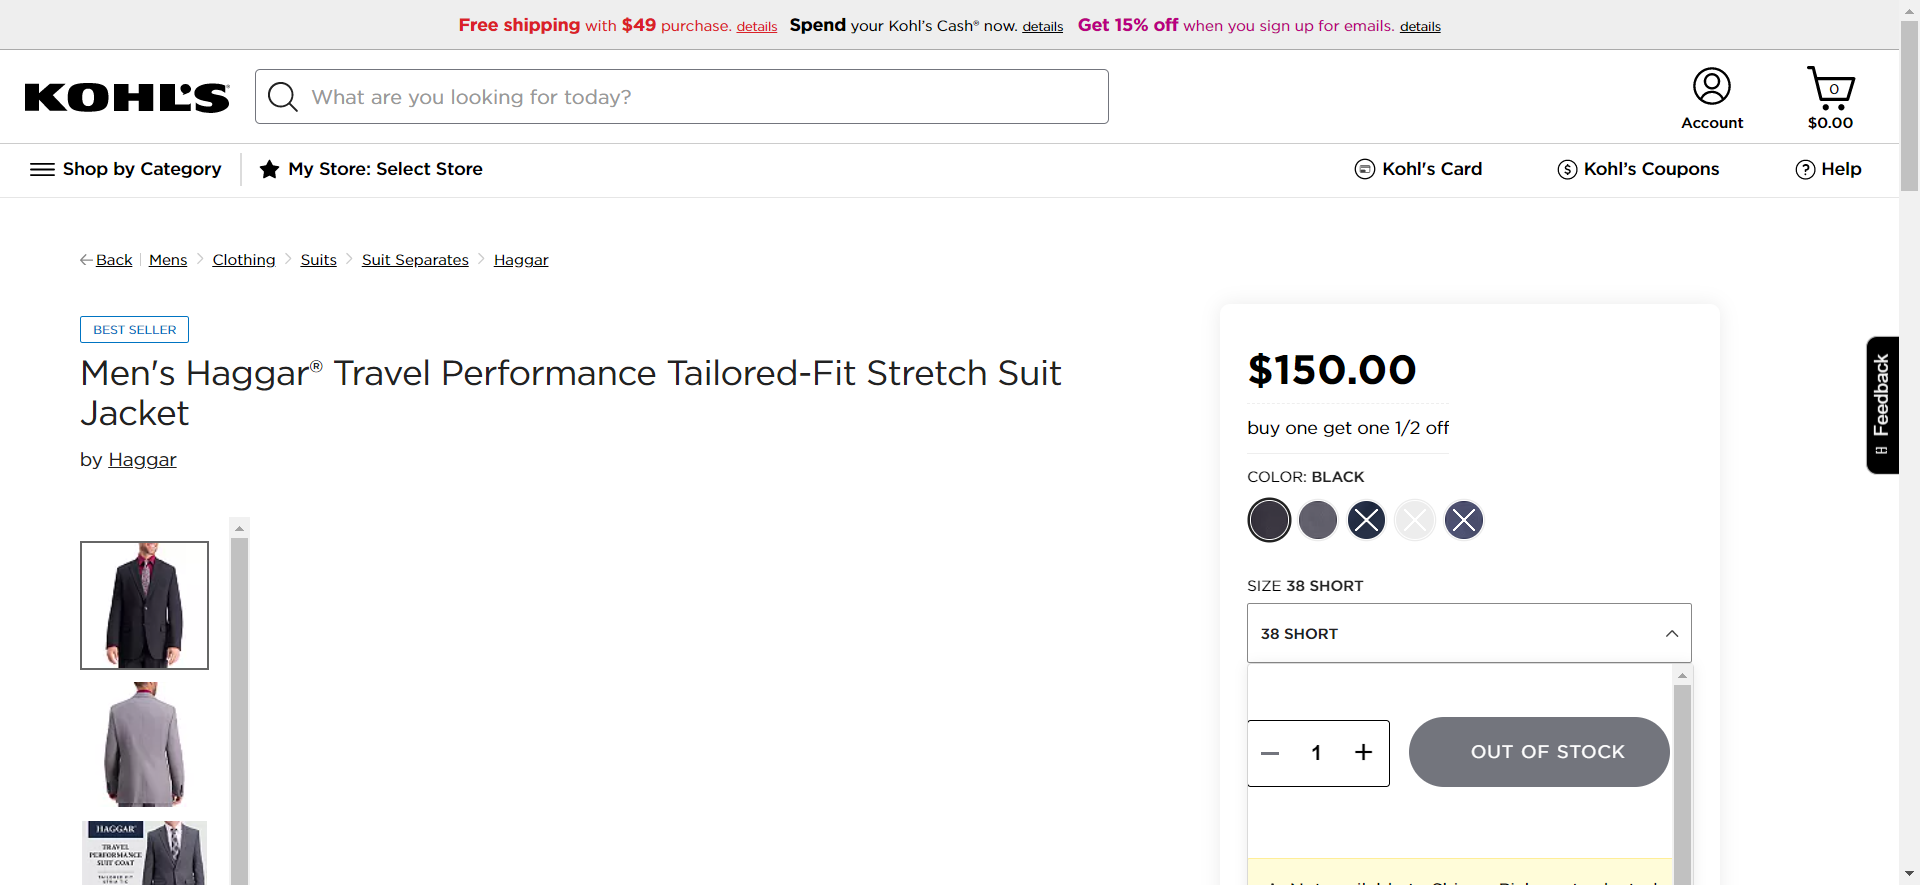 Free shipping with $49 purchase. details Spend your Kohl's Cash® now. details Get 15% off when you sign up for emails. details
KOHL'S
What are you looking for today?
Account
0
$0.00
Shop by Category
My Store: Select Store
Kohl's Card
Kohl's Coupons
Help
Back
Mens
Clothing
Suits
Suit Separates
Haggar
BEST SELLER
Men's Haggar® Travel Performance Tailored-Fit Stretch Suit
Jacket
by Haggar
HAGGAR
TRAVEL
PERFORMANCE
SUIT COAT
$150.00
buy one get one 1/2 off
COLOR: BLACK
SIZE 38 SHORT
38 SHORT
1
OUT OF STOCK
Feedback